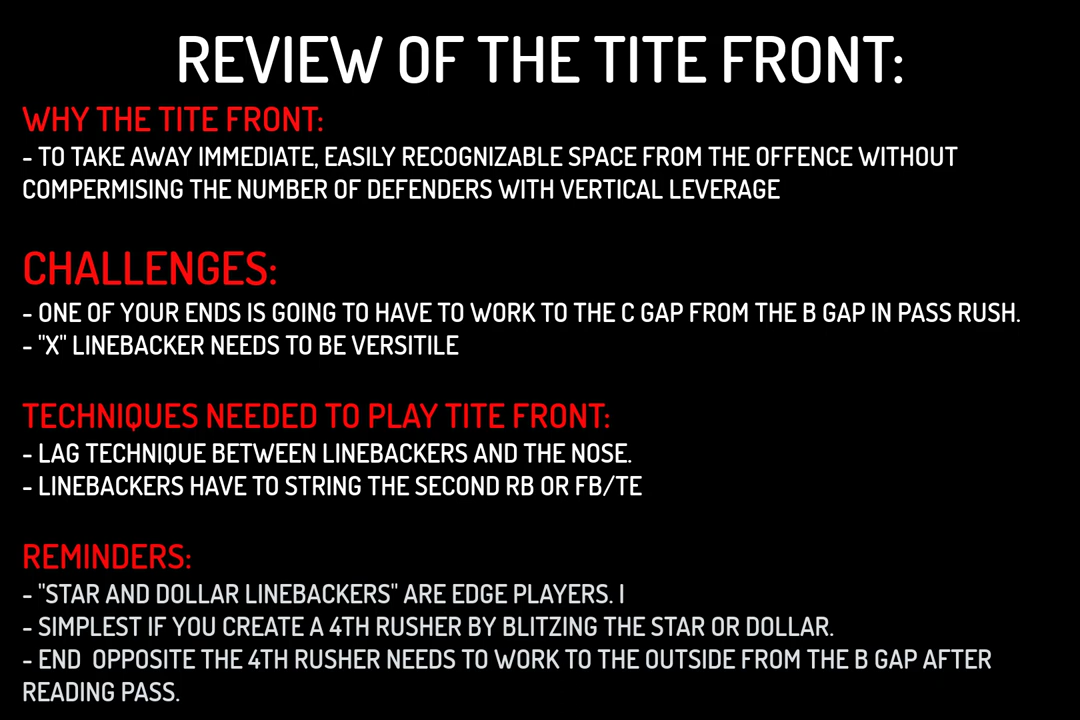 REVIEW OF THE TITE FRONT:
WHY THE TITE FRONT:
- TO TAKE AWAY IMMEDIATE, EASILY RECOGNIZABLE SPACE FROM THE OFFENCE WITHOUT
COMPERMISING THE NUMBER OF DEFENDERS WITH VERTICAL LEVERAGE
CHALLENGES:
- ONE OF YOUR ENDS IS GOING TO HAVE TO WORK TO THE C GAP FROM THE B GAP IN PASS RUSH.
- "X" LINEBACKER NEEDS TO BE VERSITILE
TECHNIQUES NEEDED TO PLAY TITE FRONT:
- LAG TECHNIQUE BETWEEN LINEBACKERS AND THE NOSE.
- LINEBACKERS HAVE TO STRING THE SECOND RB OR FB/TE
REMINDERS:
- "STAR AND DOLLAR LINEBACKERS" ARE EDGE PLAYERS. I
- SIMPLEST IF YOU CREATE A 4TH RUSHER BY BLITZING THE STAR OR DOLLAR.
- END  OPPOSITE THE 4TH RUSHER NEEDS TO WORK TO THE OUTSIDE FROM THE B GAP AFTER
READING PASS.